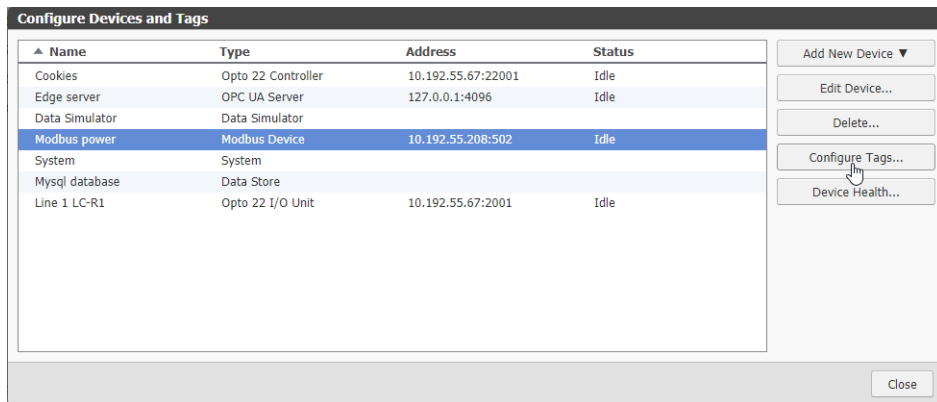 Configure Devices and Tags
▲ Name Type Address Status
Cookies Opto 22 Controller 10.192.55.67:22001 Idle
Edge server OPC UA Server 127.0.0.1:4096 Idle
Data Simulator Data Simulator
Modbus power Modbus Device 10.192.55.208:502 Idle
System System
Mysql database Data Store
Line 1 LC-R1 Opto 22 I/O Unit 10.192.55.67:2001 Idle
Add New Device ▼
Edit Device...
Delete...
Configure Tags...
Device Health...
Close